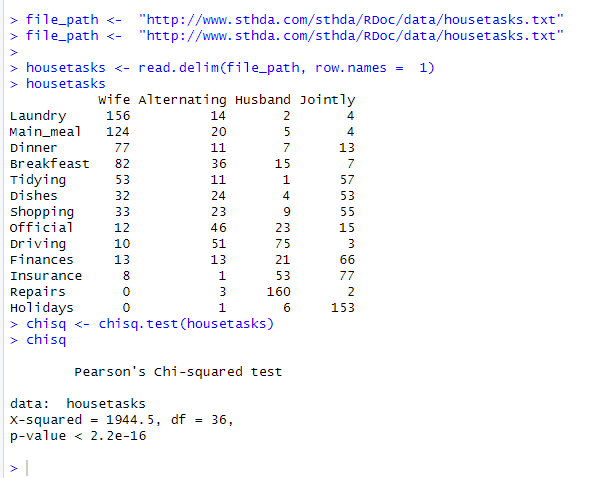 > file_path <-  "http://www.sthda.com/sthda/RDoc/data/housetasks.txt"
> file_path <-  "http://www.sthda.com/sthda/RDoc/data/housetasks.txt"
>
> housetasks <- read.delim(file_path, row.names =  1)
> housetasks
           Wife Alternating Husband Jointly
Laundry     156          14       2       4
Main_meal   124          20       5       4
Dinner       77          11       7      13
Breakfeast   82          36      15       7
Tidying      53          11       1      57
Dishes       32          24       4      53
Shopping     33          23       9      55
Official     12          46      23      15
Driving      10          51      75       3
Finances     13          13      21      66
Insurance     8           1      53      77
Repairs       0           3     160       2
Holidays      0           1       6     153
> chisq <- chisq.test(housetasks)
> chisq
        Pearson's Chi-squared test
data:  housetasks
X-squared = 1944.5, df = 36,
p-value < 2.2e-16
>